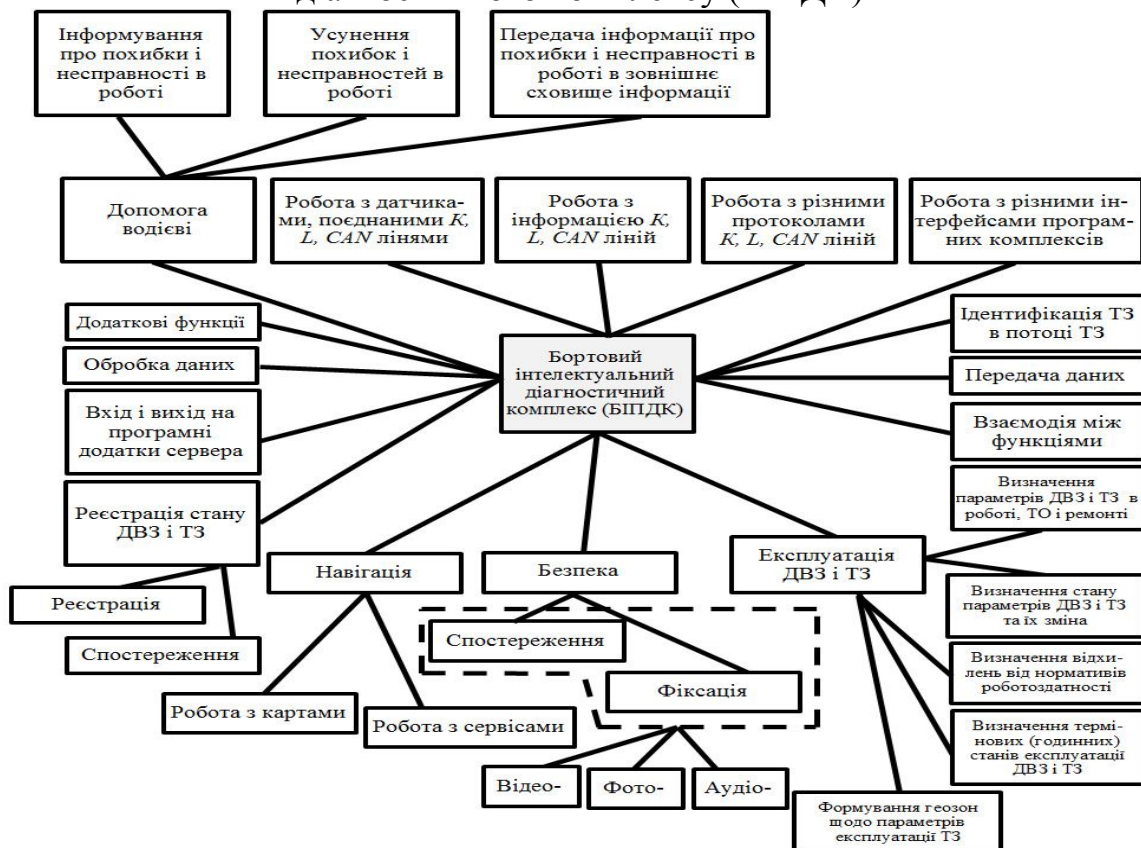 Інформування
про похибки і
несправності в
роботі
Усунення
похибок і
несправностей в
роботі
Передача інформації про
похибки і несправності в
роботі в зовнішнє
сховище інформації
Допомога
водієві
Робота з датчика-
ми, поєднаними K,
L, CAN лінями
Робота з
інформацією K,
L, CAN ліній
Робота з різними
протоколами
K, L, CAN ліній
Робота з різними ін-
терфейсами програм-
них комплексів
Додаткові функції
Обробка даних
Вхід і вихід на
програмні
додатки сервера
Реєстрація стану
ДВЗ і ТЗ
Реєстрація
Спостереження
Бортовий
інтелектуальний
діагностичний
комплекс (БІПДК)
Ідентифікація ТЗ
в потоці ТЗ
Передача даних
Взаємодія між
функціями
Визначення
параметрів ДВЗ і ТЗ в
роботі, ТО і ремонті
Навігація
Безпека
Експлуатація
ДВЗ і ТЗ
Визначення стану
параметрів ДВЗ і ТЗ
та їх зміна
Спостереження
Фіксація
Визначення відхи-
лень від нормативів
роботоздатності
Робота з картами
Робота з сервісами
Визначення термі-
нових (годинних)
станів експлуатації
ДВЗ і ТЗ
Відео-
Фото-
Аудіо-
Формування геозон
щодо параметрів
експлуатації ТЗ